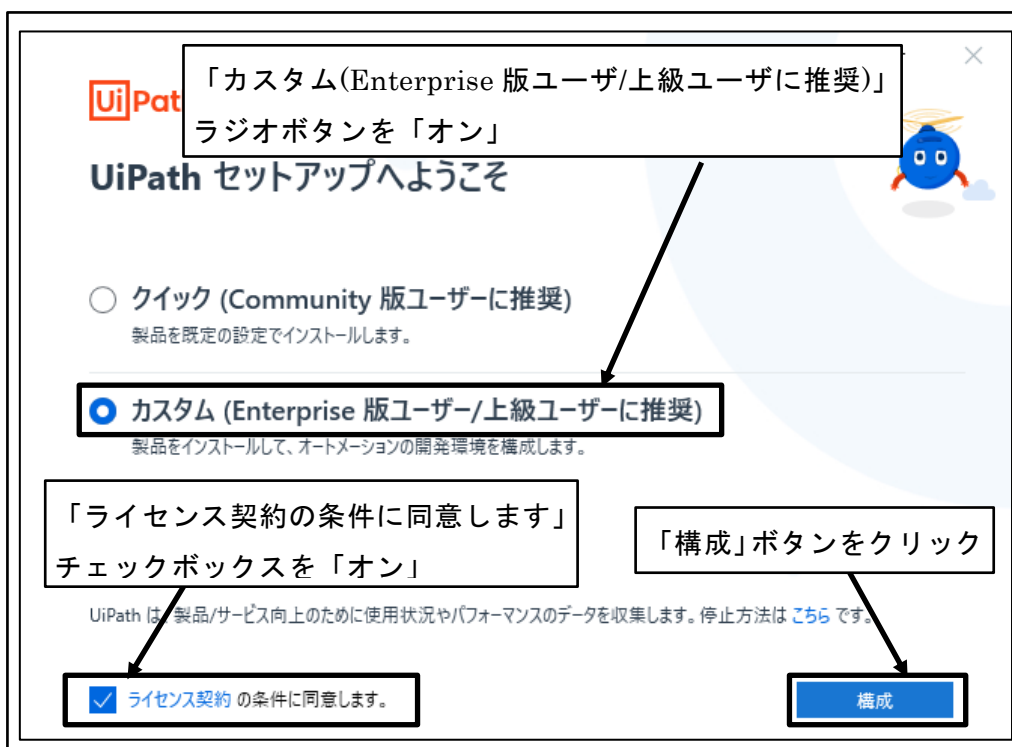 「カスタム(Enterprise 版ユーザ/上級ユーザに推奨)」
ラジオボタンを「オン」
UiPat
UiPath セットアップへようこそ
クイック (Community 版ユーザーに推奨)
製品を既定の設定でインストールします。
カスタム (Enterprise 版ユーザー/上級ユーザーに推奨)
製品をインストールして、オートメーションの開発環境を構成します。
「ライセンス契約の条件に同意します」
チェックボックスを「オン」
「構成」ボタンをクリック
UiPath は、製品/サービス向上のために使用状況やパフォーマンスのデータを収集します。停止方法は こちら です。
ライセンス契約 の条件に同意します。
構成